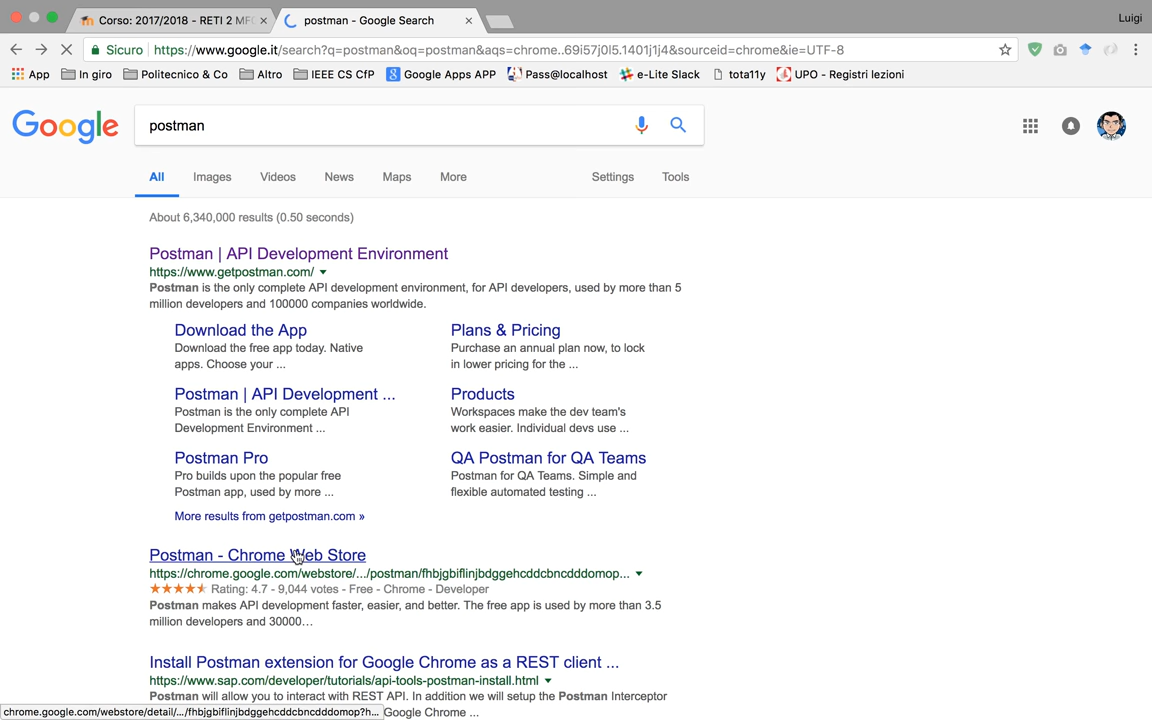 Corso: 2017/2018 - RETI 2 MFC
postman - Google Search
Luigi
Sicuro
https://www.google.it/search?q=postman&oq=postman&aqs=chrome..69i57j0l5.1401j1j4&sourceid=chrome&ie=UTF-8
App
In giro
Politecnico & Co
Altro
IEEE CS CfP
Google Apps APP
Pass@localhost
e-Lite Slack
tota11y
UPO - Registri lezioni
Google
postman
All
Images
Videos
News
Maps
More
Settings
Tools
About 6,340,000 results (0.50 seconds)
Postman | API Development Environment
https://www.getpostman.com/
Postman is the only complete API development environment, for API developers, used by more than 5
million developers and 100000 companies worldwide.
Download the App
Download the free app today. Native
apps. Choose your ...
Plans & Pricing
Purchase an annual plan now, to lock
in lower pricing for the ...
Postman | API Development ...
Postman is the only complete API
Development Environment ...
Products
Workspaces make the dev team's
work easier. Individual devs use ...
Postman Pro
Pro builds upon the popular free
Postman app, used by more ...
QA Postman for QA Teams
Postman for QA Teams. Simple and
flexible automated testing ...
More results from getpostman.com »
Postman - Chrome Web Store
https://chrome.google.com/webstore/.../postman/fhbjgbiflinjbdggehcddcbncdddomop...
Rating: 4.7 - 9,044 votes - Free - Chrome - Developer
Postman makes API development faster, easier, and better. The free app is used by more than 3.5
million developers and 30000…
Install Postman extension for Google Chrome as a REST client ...
https://www.sap.com/developer/tutorials/api-tools-postman-install.html
Postman will allow you to interact with REST API. In addition we will setup the Postman Interceptor
chrome.google.com/webstore/detail/.../fhbjgbiflinjbdggehcddcbncdddomop?h...
Google Chrome ...